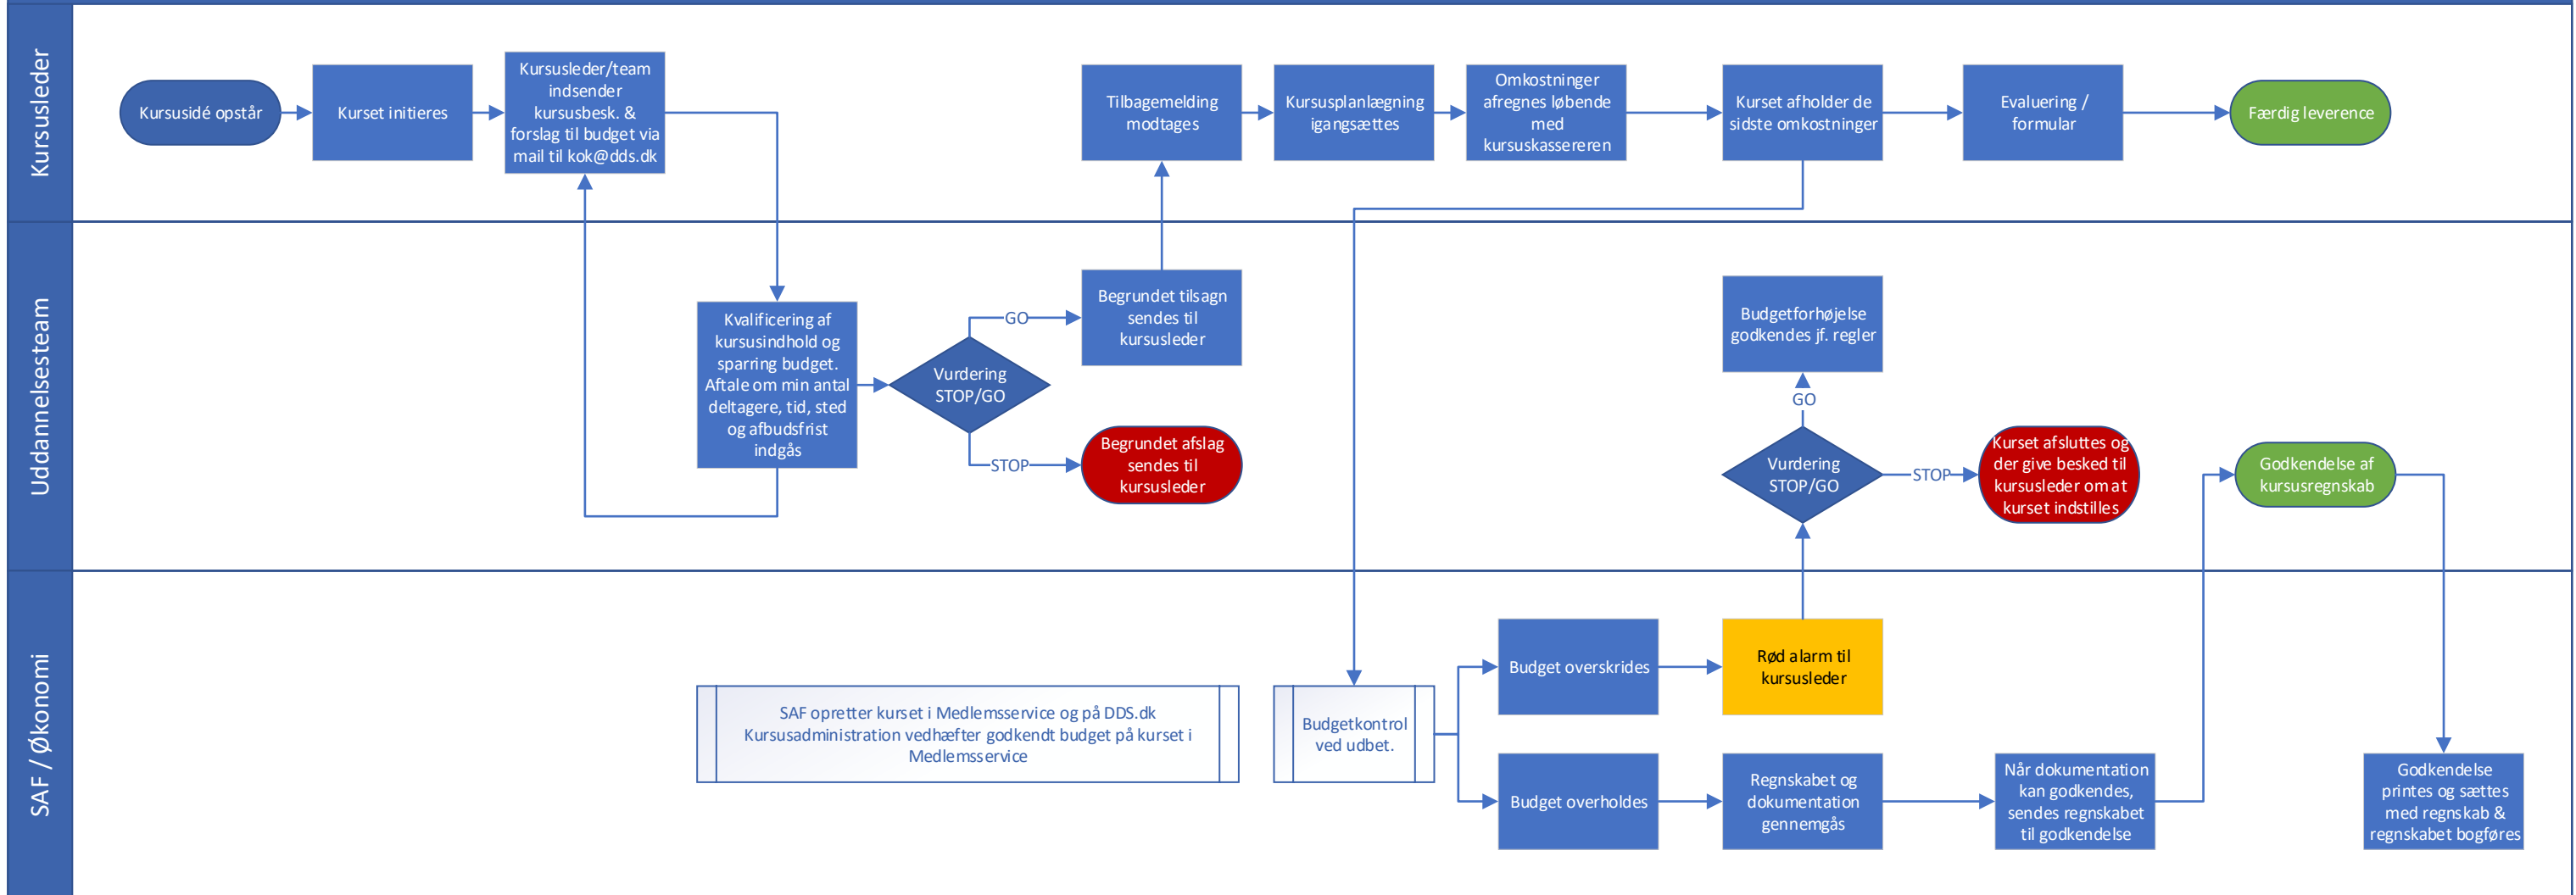 Kursusleder
Kursusidé opstår
Kurset initieres
Kursusleder/team
indsender
kursusbesk. &
forslag til budget via
mail til kok@dds.dk
Tilbagemelding
modtages
Kursusplanlægning
igangsættes
Omkostninger
afregnes løbende
med
kursuskassereren
Kurset afholder de
sidste omkostninger
Evaluering /
formular
Færdig leverence
Uddannelsesteam
Kvalificering af
kursusindhold og
sparring budget.
Aftale om min antal
deltagere, tid, sted
og afbudsfrist
indgås
Vurdering
STOP/GO
GO
Begrundet tilsagn
sendes til
kursusleder
STOP
Begrundet afslag
sendes til
kursusleder
Budgetforhøjelse
godkendes jf. regler
GO
Vurdering
STOP/GO
STOP
Kurset afsluttes og
der give besked til
kursusleder om at
kurset indstilles
Godkendelse af
kursusregnskab
SAF / Økonomi
SAF opretter kurset i Medlemsservice og på DDS.dk
Kursusadministration vedhæfter godkendt budget på kurset i
Medlemsservice
Budgetkontrol
ved udbet.
Budget overskrides
Rød alarm til
kursusleder
Budget overholdes
Regnskabet og
dokumentation
gennemgås
Når dokumentation
kan godkendes,
sendes regnskabet
til godkendelse
Godkendelse
printes og sættes
med regnskab &
regnskabet bogføres